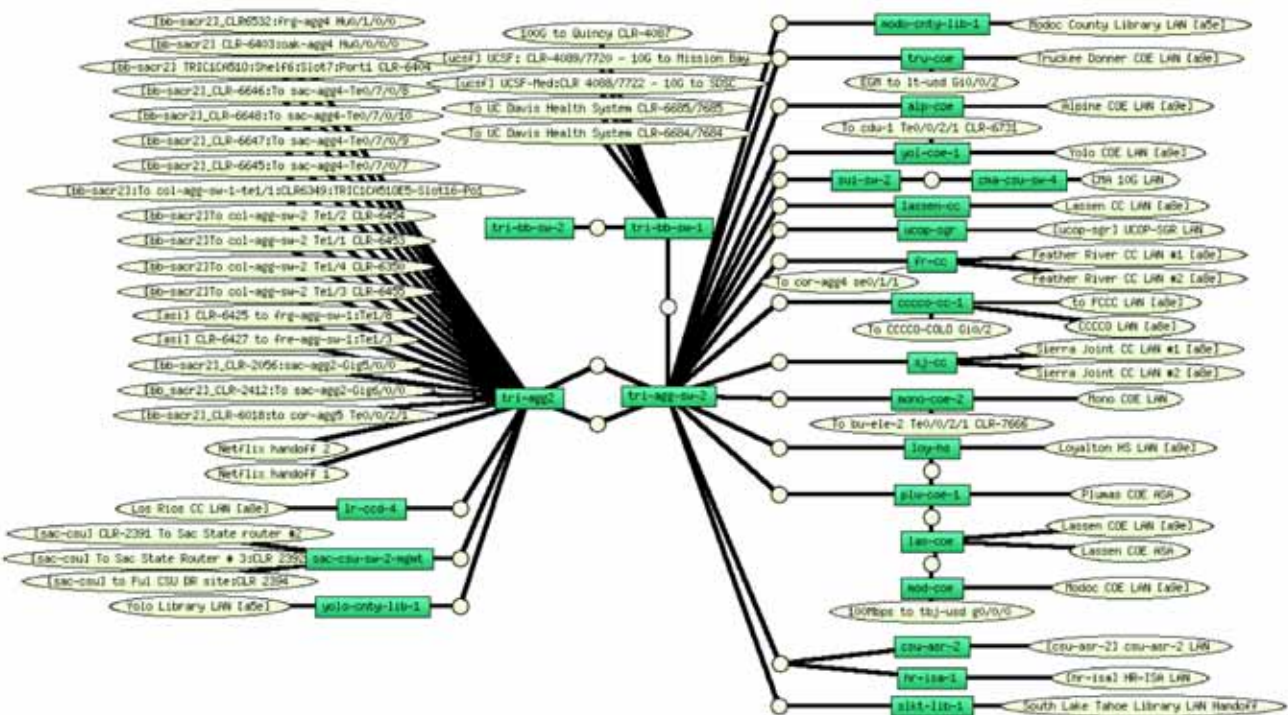 [bb-sacr2]_CLR6532:frg-agg4 Hu0/1/0/0
[bb-sacr2] CLR-6403:oak-agg4 Hu0/0/0/0
[bb-sacr2] TRIC1CA510:Shelf6:Slot7:Port1 CLR-6404
[bb-sacr2]_CLR-6646:To sac-agg4-Te0/7/0/8
[bb-sacr2]_CLR-6648:To sac-agg4-Te0/7/0/10
[bb-sacr2]_CLR-6647:To sac-agg4-Te0/7/0/9
[bb-sacr2]_CLR-6645:To sac-agg4-Te0/7/0/7
[bb-sacr2]:To col-agg-sw-1-te1/1:CLR6349:TRIC1CA510E5-Slot16-Po1
[bb-sacr2]To col-agg-sw-2 Te1/2 CLR-6454
[bb-sacr2]To col-agg-sw-2 Te1/1 CLR-6453
[bb-sacr2]To col-agg-sw-2 Te1/4 CLR-6350
[bb-sacr2]To col-agg-sw-2 Te1/3 CLR-6455
[asi] CLR-6425 to frg-agg-sw-1:Te1/8
[asi] CLR-6427 to fre-agg-sw-1:Te1/3
[bb-sacr2]_CLR-2056:sac-agg2-Gig5/0/0
[bb_sacr2]_CLR-2412:To sac-agg2-Gig6/0/0
[bb-sacr2]_CLR-6018:to cor-agg5 Te0/0/2/1
Netflix handoff 2
Netflix handoff 1
Los Rios CC LAN [a8e]
lr-ccd-4
[sac-csu] CLR-2391 To Sac State router #2
[sac-csu] To Sac State Router # 3:CLR 2392
sac-csu-sw-2-mgmt
[sac-csu] to Ful CSU DR site:CLR 2394
Yolo Library LAN [a5e]
yolo-cnty-lib-1
100G to Quincy CLR-4087
[ucsf] UCSF: CLR-4089/7720 - 10G to Mission Bay
[ucsf] UCSF-Med:CLR 4088/7722 - 10G to SDSC
To UC Davis Health System CLR-6685/7685
To UC Davis Health System CLR-6684/7684
tri-bb-sw-2
tri-bb-sw-1
tri-agg2
tri-agg-sw-2
modo-cnty-lib-1
Modoc County Library LAN [a5e]
tru-coe
Truckee Donner COE LAN [a9e]
EGM to lt-usd Gi0/0/2
alp-coe
Alpine COE LAN [a9e]
To cdw-1 Te0/0/2/1 CLR-6731
yol-coe-1
Yolo COE LAN [a9e]
sui-sw-2
cma-csu-sw-4
CMA 10G LAN
lassen-cc
Lassen CC LAN [a8e]
ucop-sgr
[ucop-sgr] UCOP-SGR LAN
fr-cc
Feather River CC LAN #1 [a8e]
Feather River CC LAN #2 [a8e]
To cor-agg4 se0/1/1
cccco-cc-1
to FCCC LAN [a8e]
CCCCO LAN [a8e]
To CCCCO-COLO Gi0/2
sj-cc
Sierra Joint CC LAN #1 [a8e]
Sierra Joint CC LAN #2 [a8e]
mono-coe-2
Mono COE LAN
To bu-ele-2 Te0/0/2/1 CLR-7666
loy-hs
Loyalton HS LAN [a9e]
plu-coe-1
Plumas COE ASA
las-coe
Lassen COE LAN [a9e]
Lassen COE ASA
mod-coe
Modoc COE LAN [a9e]
100Mbps to tbj-usd g0/0/0
csu-asr-2
[csu-asr-2] csu-asr-2 LAN
hr-isa-1
[hr-isa] HR-ISA LAN
slkt-lib-1
South Lake Tahoe Library LAN Handoff